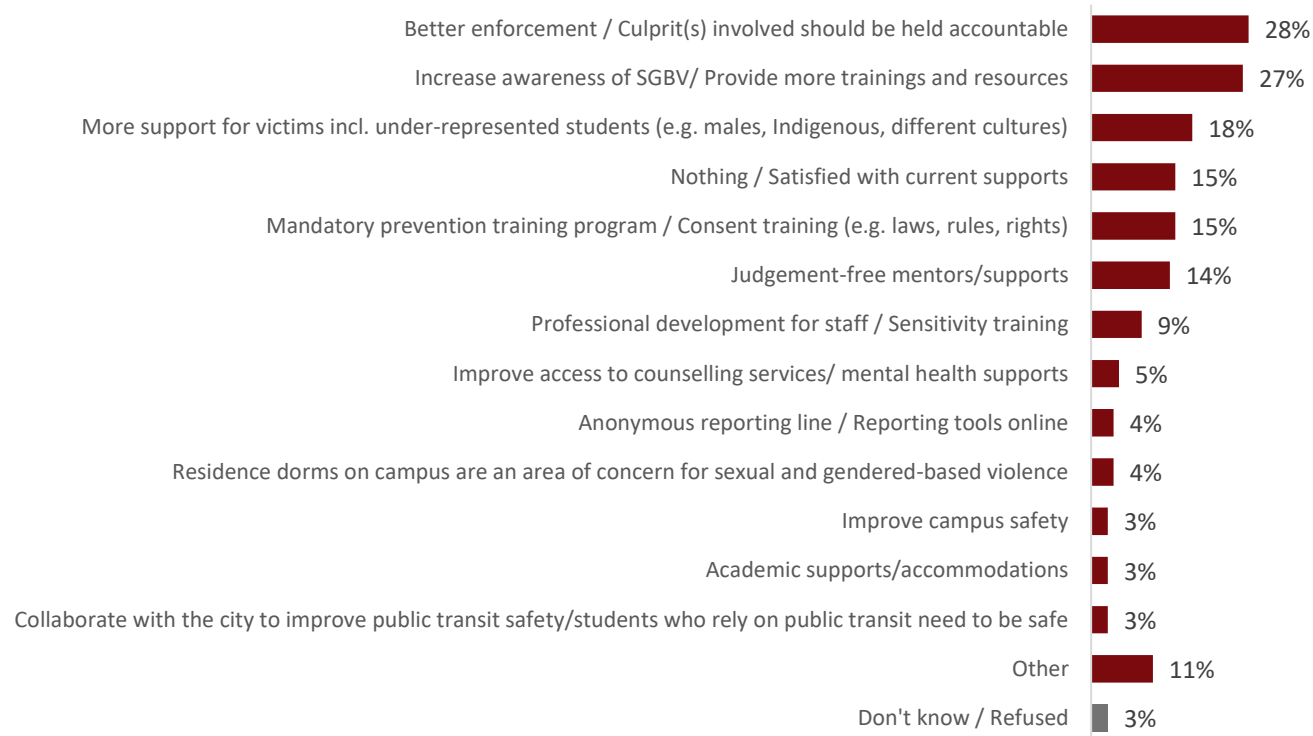 Better enforcement / Culprit(s) involved should be held accountable 28%
Increase awareness of SGBV/ Provide more trainings and resources 27%
More support for victims incl. under-represented students (e.g. males, Indigenous, different cultures) 18%
Nothing / Satisfied with current supports 15%
Mandatory prevention training program / Consent training (e.g. laws, rules, rights) 15%
Judgement-free mentors/supports 14%
Professional development for staff / Sensitivity training 9%
Improve access to counselling services/ mental health supports 5%
Anonymous reporting line / Reporting tools online 4%
Residence dorms on campus are an area of concern for sexual and gendered-based violence 4%
Improve campus safety 3%
Academic supports/accommodations 3%
Collaborate with the city to improve public transit safety/students who rely on public transit need to be safe 3%
Other 11%
Don't know / Refused 3%